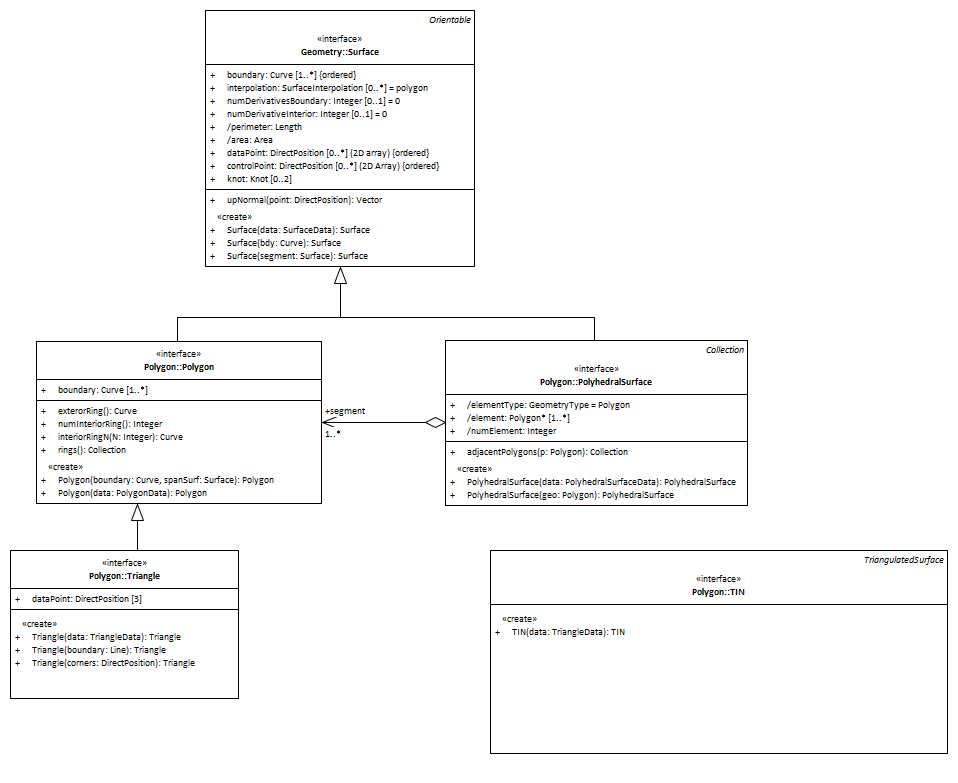 Orientable
«interface»
Geometry::Surface
+ boundary: Curve [1..*] {ordered}
+ interpolation: SurfaceInterpolation [0..*] = polygon
+ numDerivativesBoundary: Integer [0..1] = 0
+ numDerivativeInterior: Integer [0..1] = 0
+ /perimeter: Length
+ /area: Area
+ dataPoint: DirectPosition [0..*] (2D array) {ordered}
+ controlPoint: DirectPosition [0..*] (2D Array) {ordered}
+ knot: Knot [0..2]
+ upNormal(point: DirectPosition): Vector
«create»
+ Surface(data: SurfaceData): Surface
+ Surface(bdy: Curve): Surface
+ Surface(segment: Surface): Surface
«interface»
Polygon::Polygon
+ boundary: Curve [1..*]
+ exterorRing(): Curve
+ numInteriorRing(): Integer
+ interiorRingN(N: Integer): Curve
+ rings(): Collection
«create»
+ Polygon(boundary: Curve, spanSurf: Surface): Polygon
+ Polygon(data: PolygonData): Polygon
+segment
1..*
Collection
«interface»
Polygon::PolyhedralSurface
+ /elementType: GeometryType = Polygon
+ /element: Polygon* [1..*]
+ /numElement: Integer
+ adjacentPolygons(p: Polygon): Collection
«create»
+ PolyhedralSurface(data: PolyhedralSurfaceData): PolyhedralSurface
+ PolyhedralSurface(geo: Polygon): PolyhedralSurface
«interface»
Polygon::Triangle
+ dataPoint: DirectPosition [3]
«create»
+ Triangle(data: TriangleData): Triangle
+ Triangle(boundary: Line): Triangle
+ Triangle(corners: DirectPosition): Triangle
TriangulatedSurface
«interface»
Polygon::TIN
«create»
+ TIN(data: TriangleData): TIN